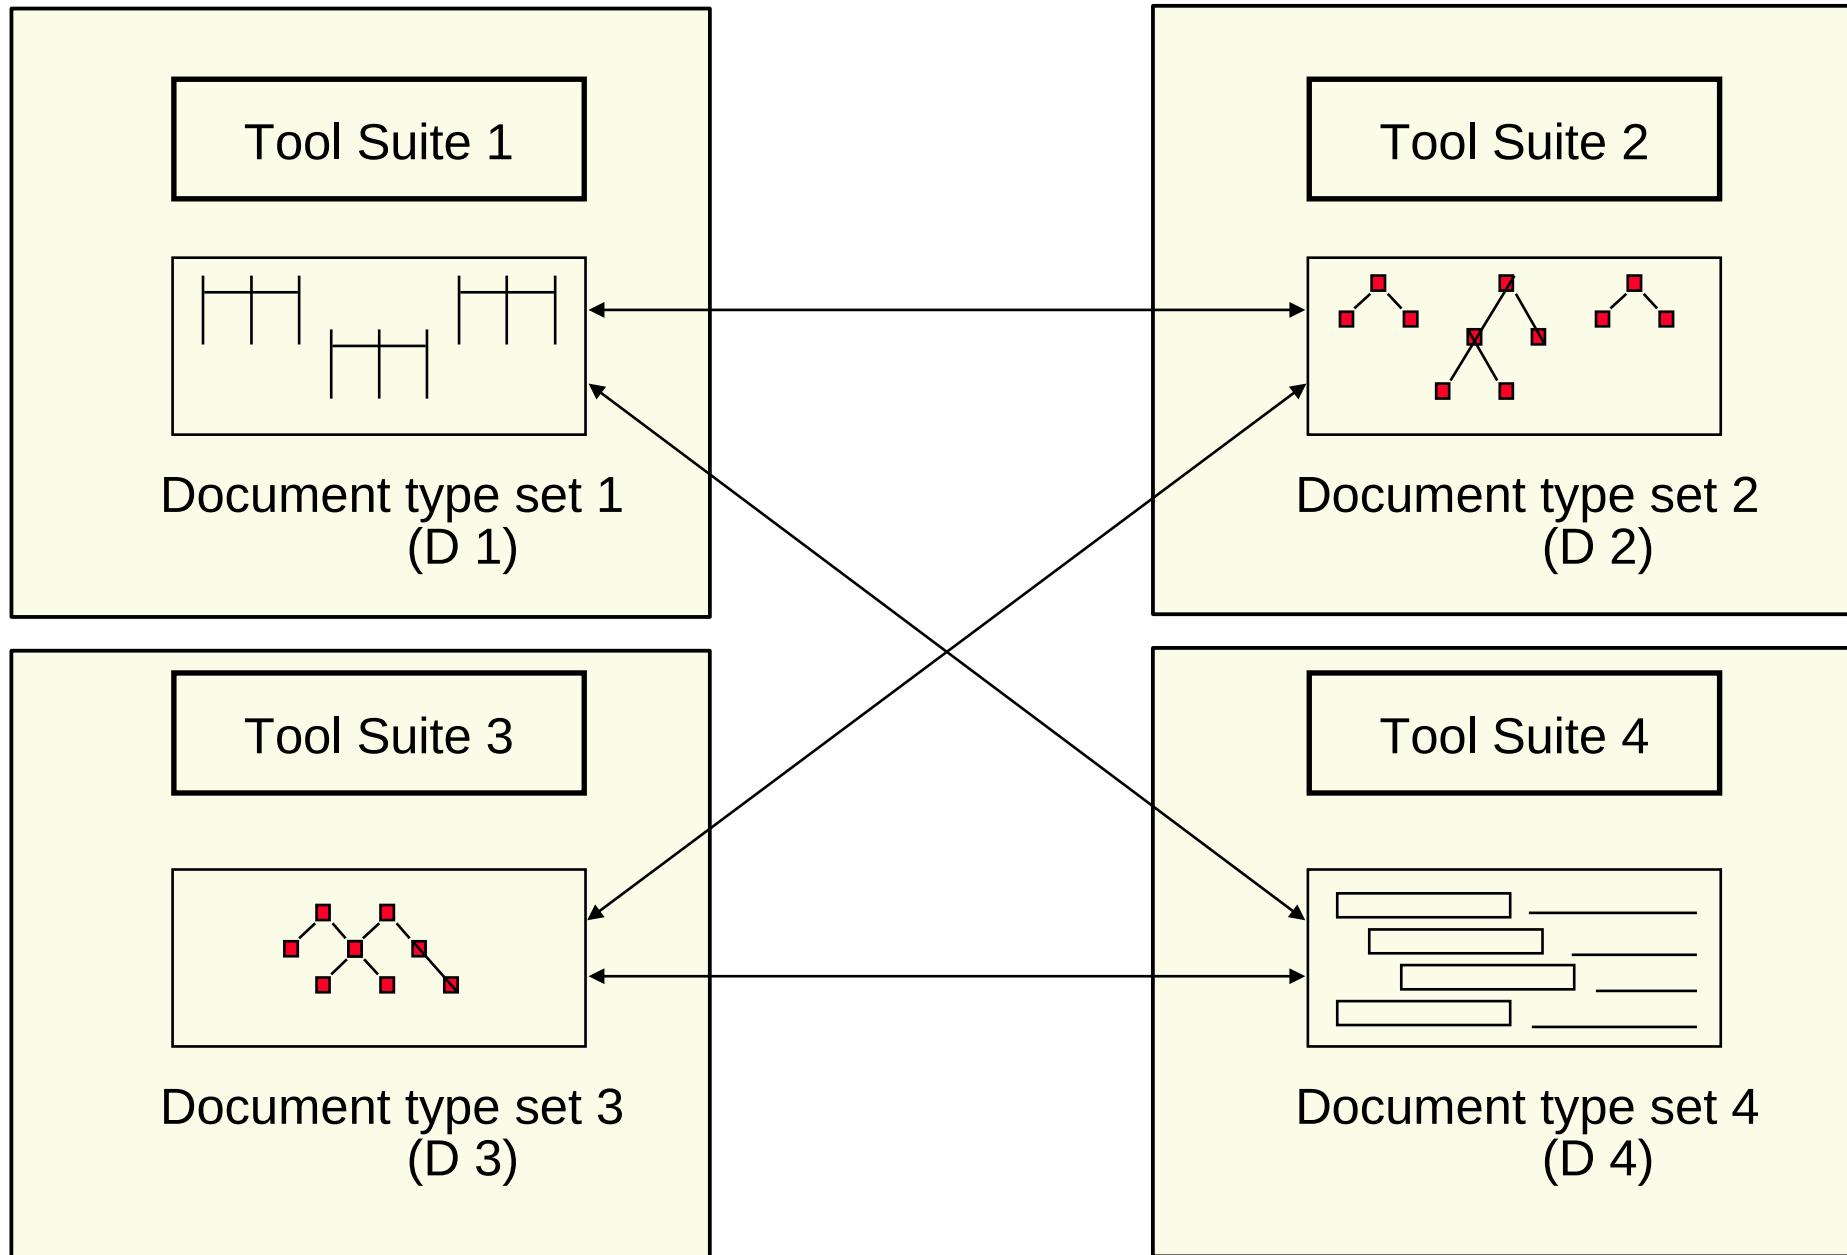 Tool Suite 1
Document type set 1
(D 1)
Tool Suite 2
Document type set 2
(D 2)
Tool Suite 3
Document type set 3
(D 3)
Tool Suite 4
Document type set 4
(D 4)